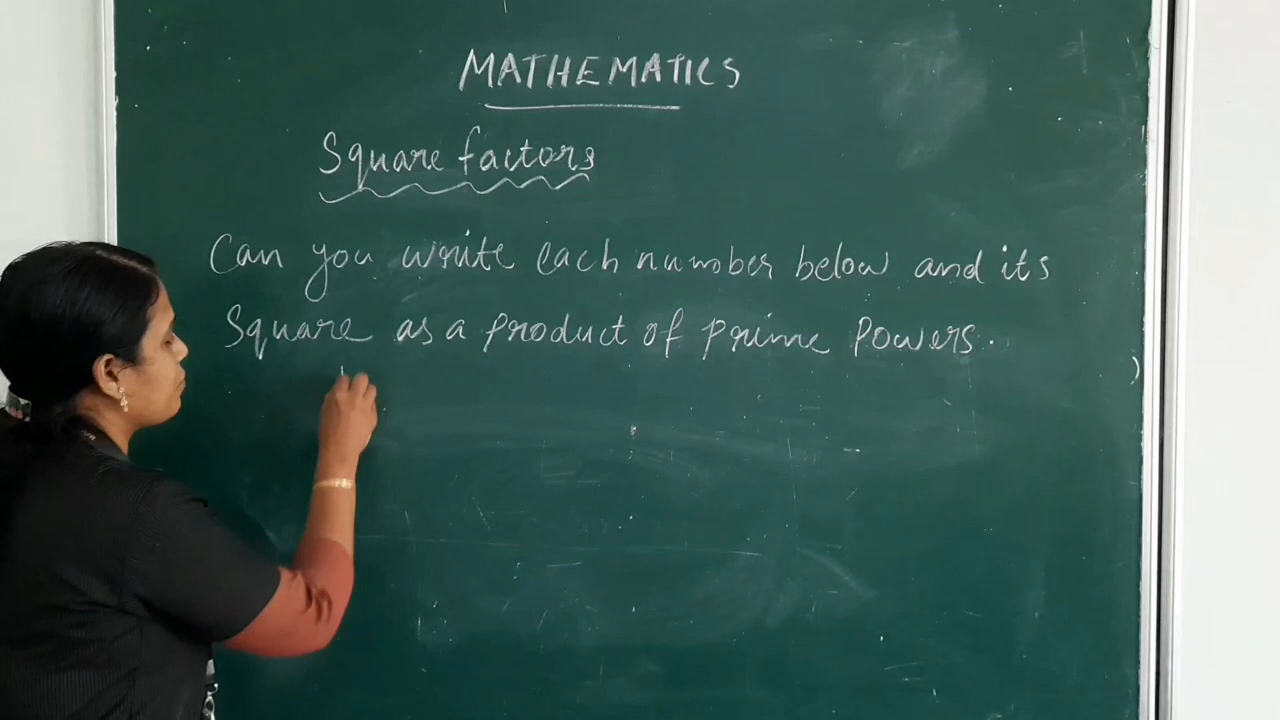 MATHEMATICS
Square factors
Can you write each number below and its
Square as a product of prime Powers.